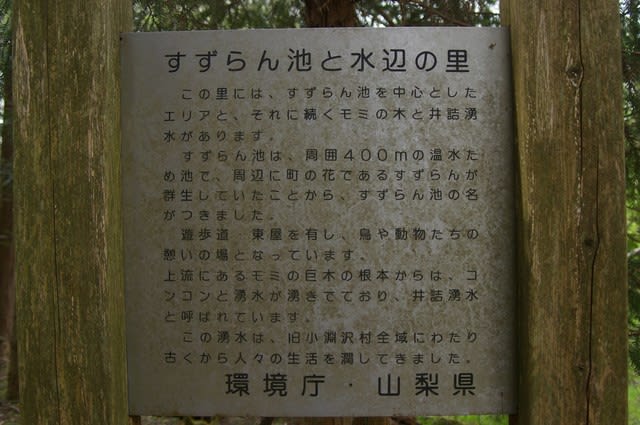 すずらん池と水辺の里
この里には、すずらん池を中心とした
エリアと、それに続くモミの木と井詰湧
水があります。
すずらん池は、周囲400mの温水た
め池で、周辺に町の花であるすずらんが
群生していたことから、すずらん池の名
がつきました。
遊歩道・東屋を有し、鳥や動物たちの
憩いの場となっています。
上流にあるモミの巨木の根本からは、コ
ンコンと湧水が湧きでており、井詰湧水
と呼ばれています。
この湧水は、旧小淵沢村全域にわたり
古くから人々の生活を潤してきました。
環境庁・山梨県